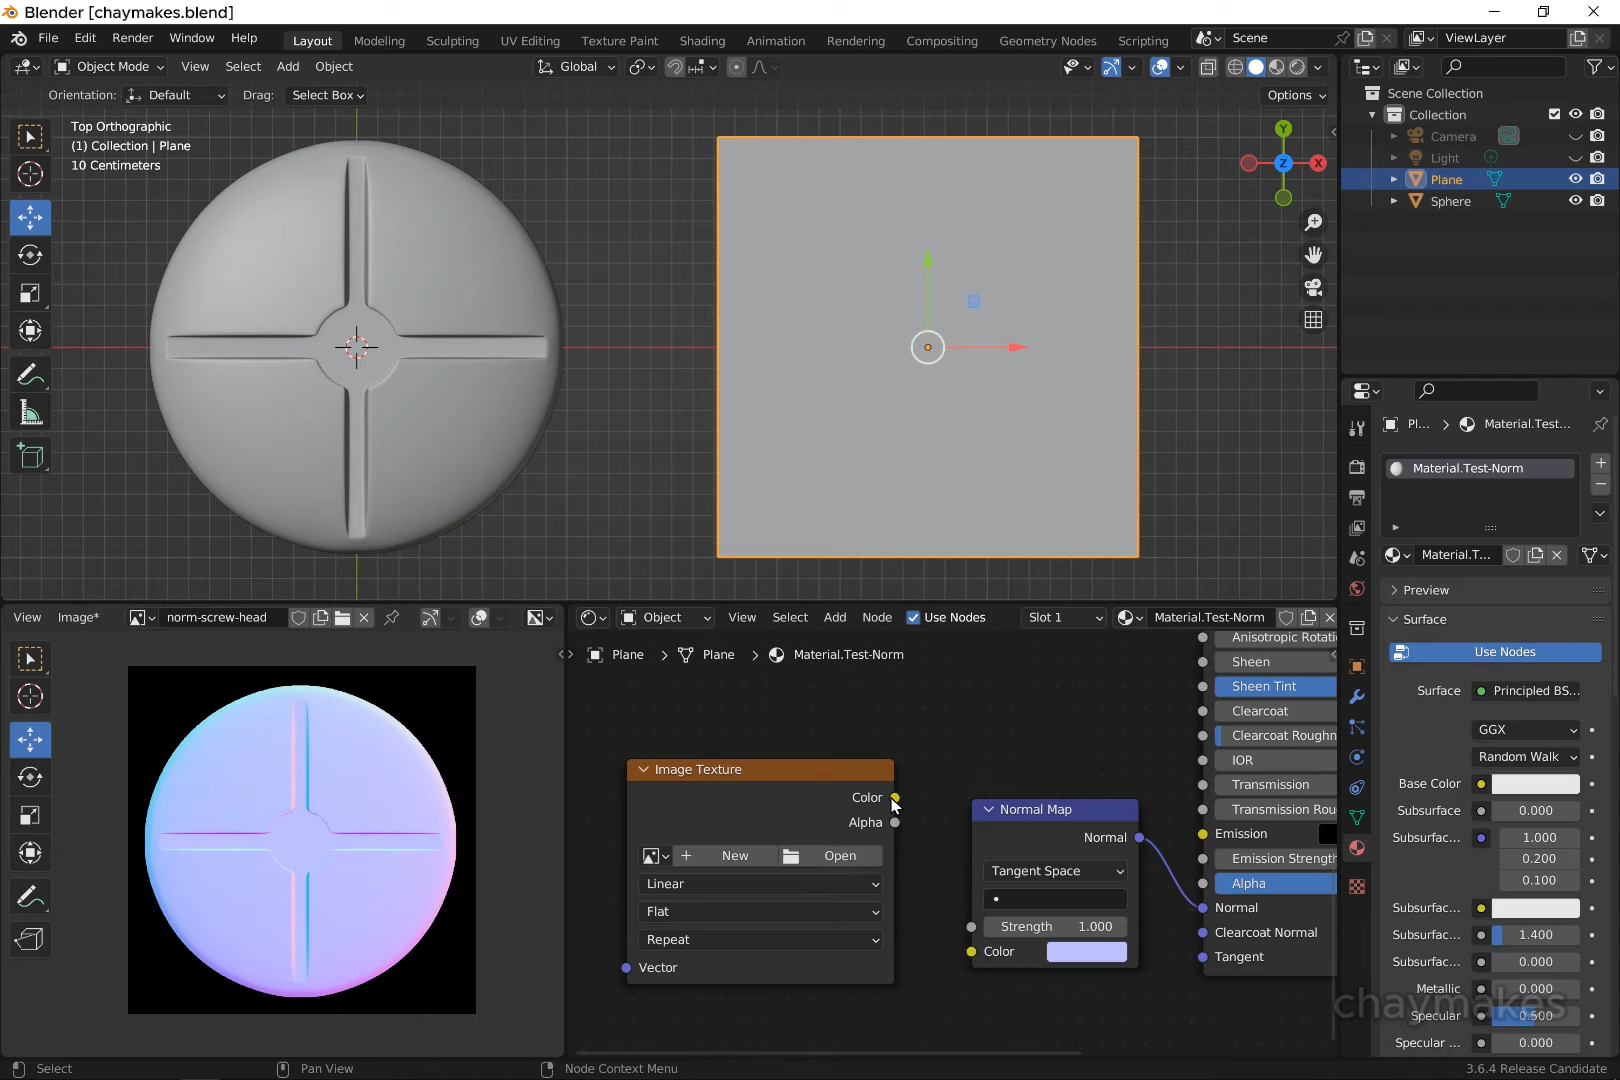 Blender [chaymakes.blend]
File Edit Render Window Help Layout Modeling Sculpting UV Editing Texture Paint Shading Animation Rendering Compositing Geometry Nodes Scripting Scene ViewLayer
Object Mode View Select Add Object Global
Orientation: Default Drag: Select Box Options
Top Orthographic
(1) Collection | Plane
10 Centimeters
Y
Z X
Scene Collection
Collection
Camera
Light
Plane
Sphere
Pl... Material.Test...
Material.Test-Norm
Material.T...
Preview
Surface
Use Nodes
Surface Principled BS...
GGX
Random Walk
Base Color
Subsurface 0.000
Subsurfac... 1.000
0.200
0.100
Subsurfac...
Subsurfac... 1.400
Subsurfac... 0.000
Metallic 0.000
Specular 0.500
Specular ... 0.000
View Image* norm-screw-head
Object View Select Add Node Use Nodes Slot 1 Material.Test-Norm
Plane Plane Material.Test-Norm
Image Texture
Color
Alpha
New Open
Linear
Flat
Repeat
Vector
Normal Map
Normal
Tangent Space
Strength 1.000
Color
Anisotropic Rotati
Sheen
Sheen Tint
Clearcoat
Clearcoat Roughn
IOR
Transmission
Transmission Rou
Emission
Emission Strength
Alpha
Normal
Clearcoat Normal
Tangent
chaymakes
Select Pan View Node Context Menu 3.6.4 Release Candidate